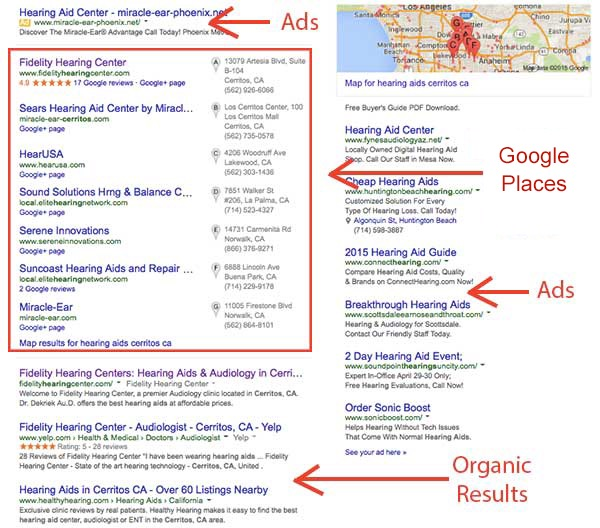 Hearing Aid Center - miracle-ear-phoenix.net
Ad www.miracle-ear-phoenix.net/
Discover The Miracle-Ear® Advantage Call Today! Phoenix Mes
Ads
Fidelity Hearing Center
www.fidelityhearingcenter.com
4.9 ★★★★★ 17 Google reviews · Google+ page
A 13079 Artesia Blvd, Suite
B-104
Cerritos, CA
(562) 926-6066
Sears Hearing Aid Center by Mirac...
miracle-ear-cerritos.com
Google+ page
B Los Cerritos Center, 100
Los Cerritos Mall
Cerritos, CA
(562) 735-0578
HearUSA
www.hearusa.com
Google+ page
C 4206 Woodruff Ave
Lakewood, CA
(562) 303-1436
Sound Solutions Hrng & Balance C...
local.elitehearingnetwork.com
Google+ page
D 7851 Walker St
#206, La Palma, CA
(714) 523-4327
Serene Innovations
www.sereneinnovations.com
Google+ page
E 14731 Carmenita Rd
Norwalk, CA
(866) 376-9271
Suncoast Hearing Aids and Repair ...
local.elitehearingnetwork.com
2 Google reviews
F 6888 Lincoln Ave
Buena Park, CA
(714) 229-9178
Miracle-Ear
miracle-ear.com
Google+ page
G 11005 Firestone Blvd
Norwalk, CA
(562) 864-8101
Map results for hearing aids cerritos ca
Fidelity Hearing Centers: Hearing Aids & Audiology in Cerri...
fidelityhearingcenter.com/ Fidelity Hearing Center
Welcome to Fidelity Hearing Center, a premier Audiology clinic located in Cerritos, CA.
Dr. Dekriek Au.D. offers the best hearing aids at affordable prices.
Fidelity Hearing Center - Audiologist - Cerritos, CA - Yelp
www.yelp.com › Health & Medical › Doctors › Audiologist Yelp
★★★★★ Rating: 5 - 28 reviews
28 Reviews of Fidelity Hearing Center "I have been wearing hearing aids ... Fidelity
Hearing Center - State of the art hearing technology - Cerritos, CA, United .
Hearing Aids in Cerritos CA - Over 60 Listings Nearby
www.healthyhearing.com › Hearing Aids › California
Exclusive clinic reviews by real patients. Healthy Hearing makes it easy to find the best
hearing aid center, audiologist or ENT in the Cerritos, CA area.
Compton
Norwalk
Anaheim
G
A
Map data ©2015 Google
Map for hearing aids cerritos ca
Free Buyer's Guide PDF Download.
Hearing Aid Center
www.fynesaudiologyaz.net/
Locally Owned Digital Hearing Aid
Shop. Call Our Staff in Mesa Now.
Google
Places
Cheap Hearing Aids
www.huntingtonbeachhearing.com/
Customized Solution For Every
Type Of Hearing Loss. Call Today!
Algonquin St, Huntington Beach
(714) 598-3887
2015 Hearing Aid Guide
www.connecthearing.com/
Compare Hearing Aid Costs, Quality
& Brands on ConnectHearing.com Now!
Ads
Breakthrough Hearing Aids
www.scottsdaleearnoseandthroat.com/
Hearing & Audiology for Scottsdale.
Contact Our Friendly Staff Today.
2 Day Hearing Aid Event;
www.soundpointhearingsuncity.com/
Expert In-Office April 29-30 Only;
Free Hearing Evaluations, Call Now!
Order Sonic Boost
www.sonicboost.com/
Helps Hearing Without Tech Issues
That Come With Normal Hearing Aids.
See your ad here »
Organic
Results